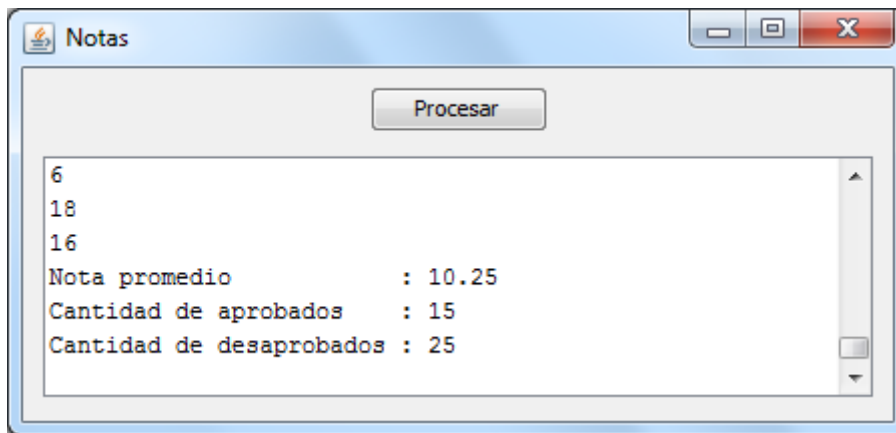 Notas
Procesar
6
18
16
Nota promedio : 10.25
Cantidad de aprobados : 15
Cantidad de desaprobados : 25